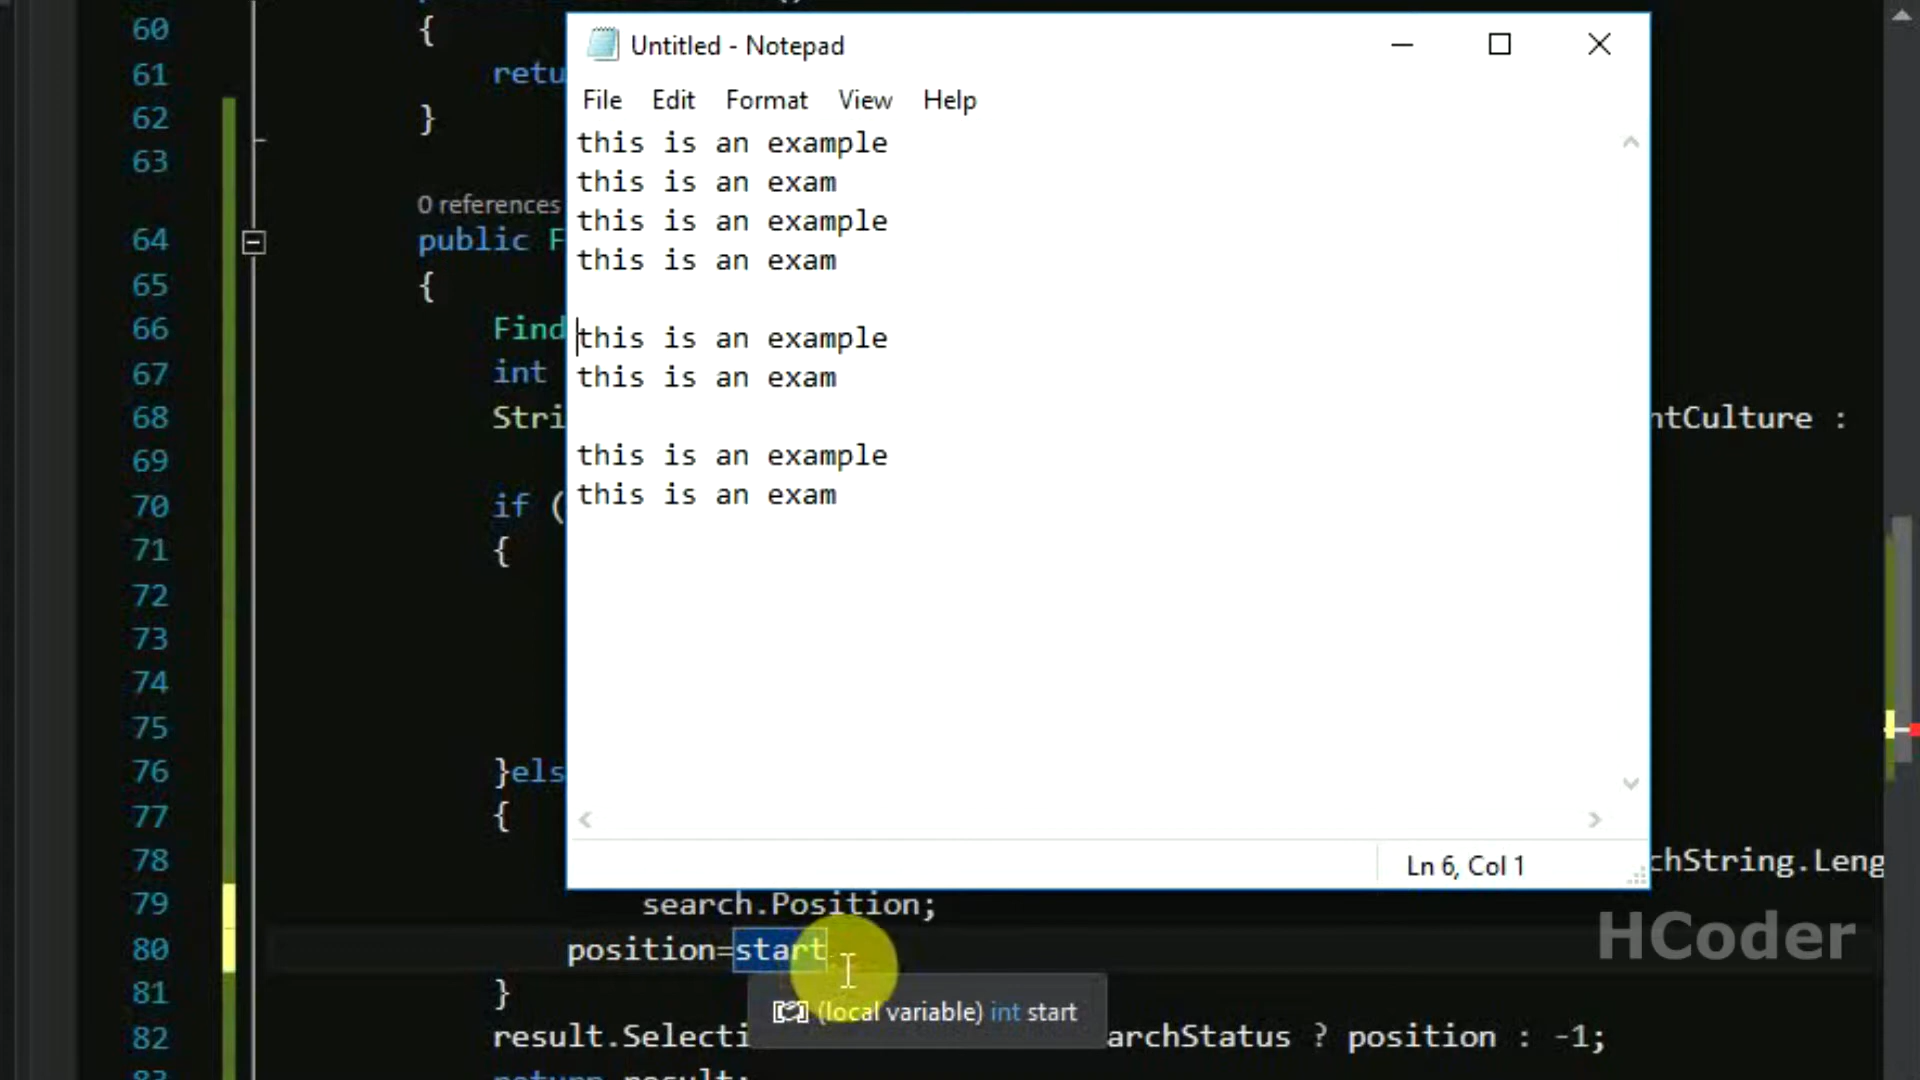 60 {
61 retu
62 }
63
0 references
64 public F
65 {
66 Find
67 int
68 Stri ntCulture :
69
70 if (
71 {
72
73
74
75
76 }els
77 {
78 chString.Leng
79 search.Position;
80 position=start
81 }
82 result.Selecti archStatus ? position : -1;
83 return result;
Untitled - Notepad
File Edit Format View Help
this is an example
this is an exam
this is an example
this is an exam
this is an example
this is an exam
this is an example
this is an exam
Ln 6, Col 1
(local variable) int start
HCoder